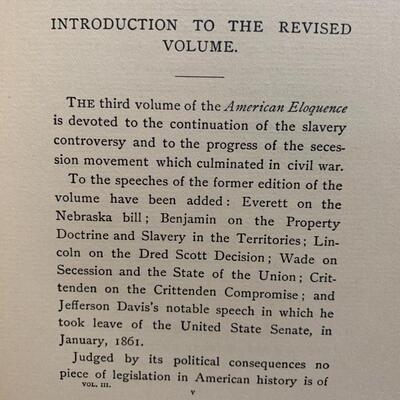 INTRODUCTION TO THE REVISED
VOLUME.
THE third volume of the American Eloquence
is devoted to the continuation of the slavery
controversy and to the progress of the seces-
sion movement which culminated in civil war.
To the speeches of the former edition of the
volume have been added: Everett on the
Nebraska bill; Benjamin on the Property
Doctrine and Slavery in the Territories; Lin-
coln on the Dred Scott Decision; Wade on
Secession and the State of the Union; Crit-
tenden on the Crittenden Compromise; and
Jefferson Davis's notable speech in which he
took leave of the United State Senate, in
January, 1861.
Judged by its political consequences no
piece of legislation in American history is of
VOL. III.
v